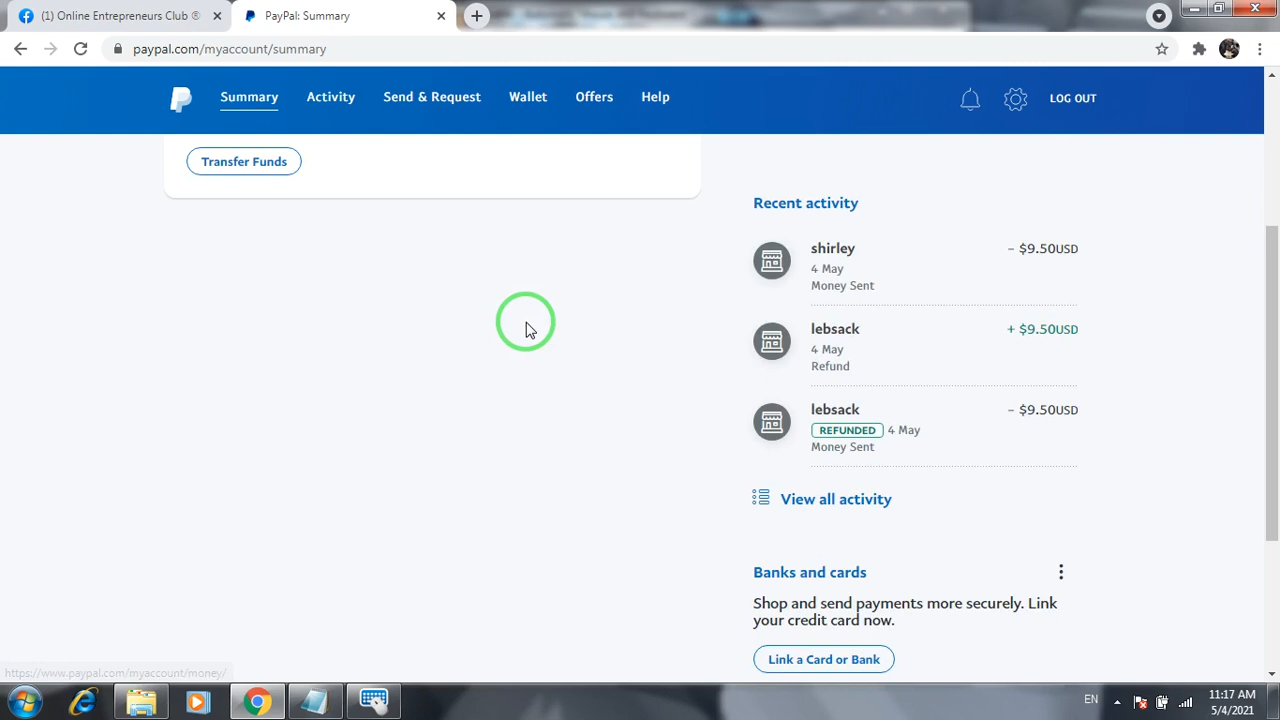 (1) Online Entrepreneurs Club ®
PayPal: Summary
paypal.com/myaccount/summary
Summary
Activity
Send & Request
Wallet
Offers
Help
LOG OUT
Transfer Funds
Recent activity
shirley
− $9.50USD
4 May
Money Sent
lebsack
+ $9.50USD
4 May
Refund
lebsack
− $9.50USD
REFUNDED 4 May
Money Sent
View all activity
Banks and cards
Shop and send payments more securely. Link
your credit card now.
Link a Card or Bank
https://www.paypal.com/myaccount/money/
EN
11:17 AM
5/4/2021